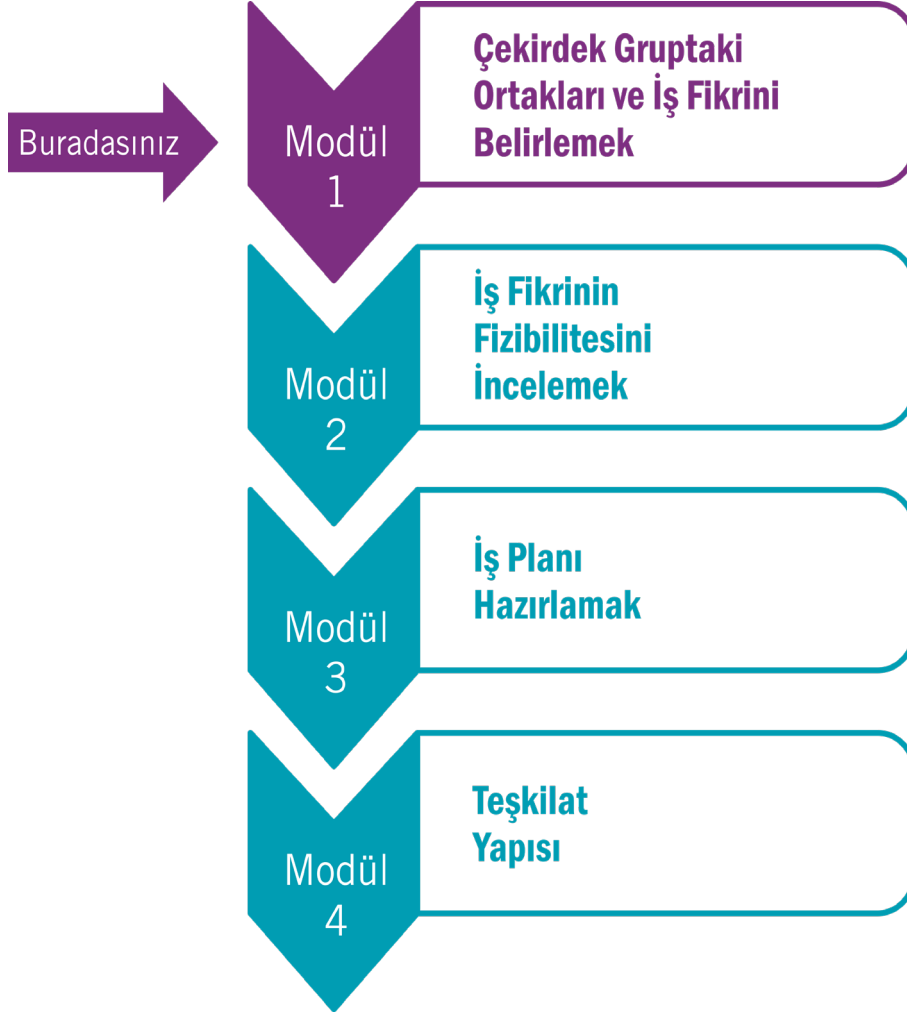 Buradasınız
Modül
1
Çekirdek Gruptaki
Ortakları ve İş Fikrini
Belirlemek
Modül
2
İş Fikrinin
Fizibilitesini
İncelemek
Modül
3
İş Planı
Hazırlamak
Modül
4
Teşkilat
Yapısı